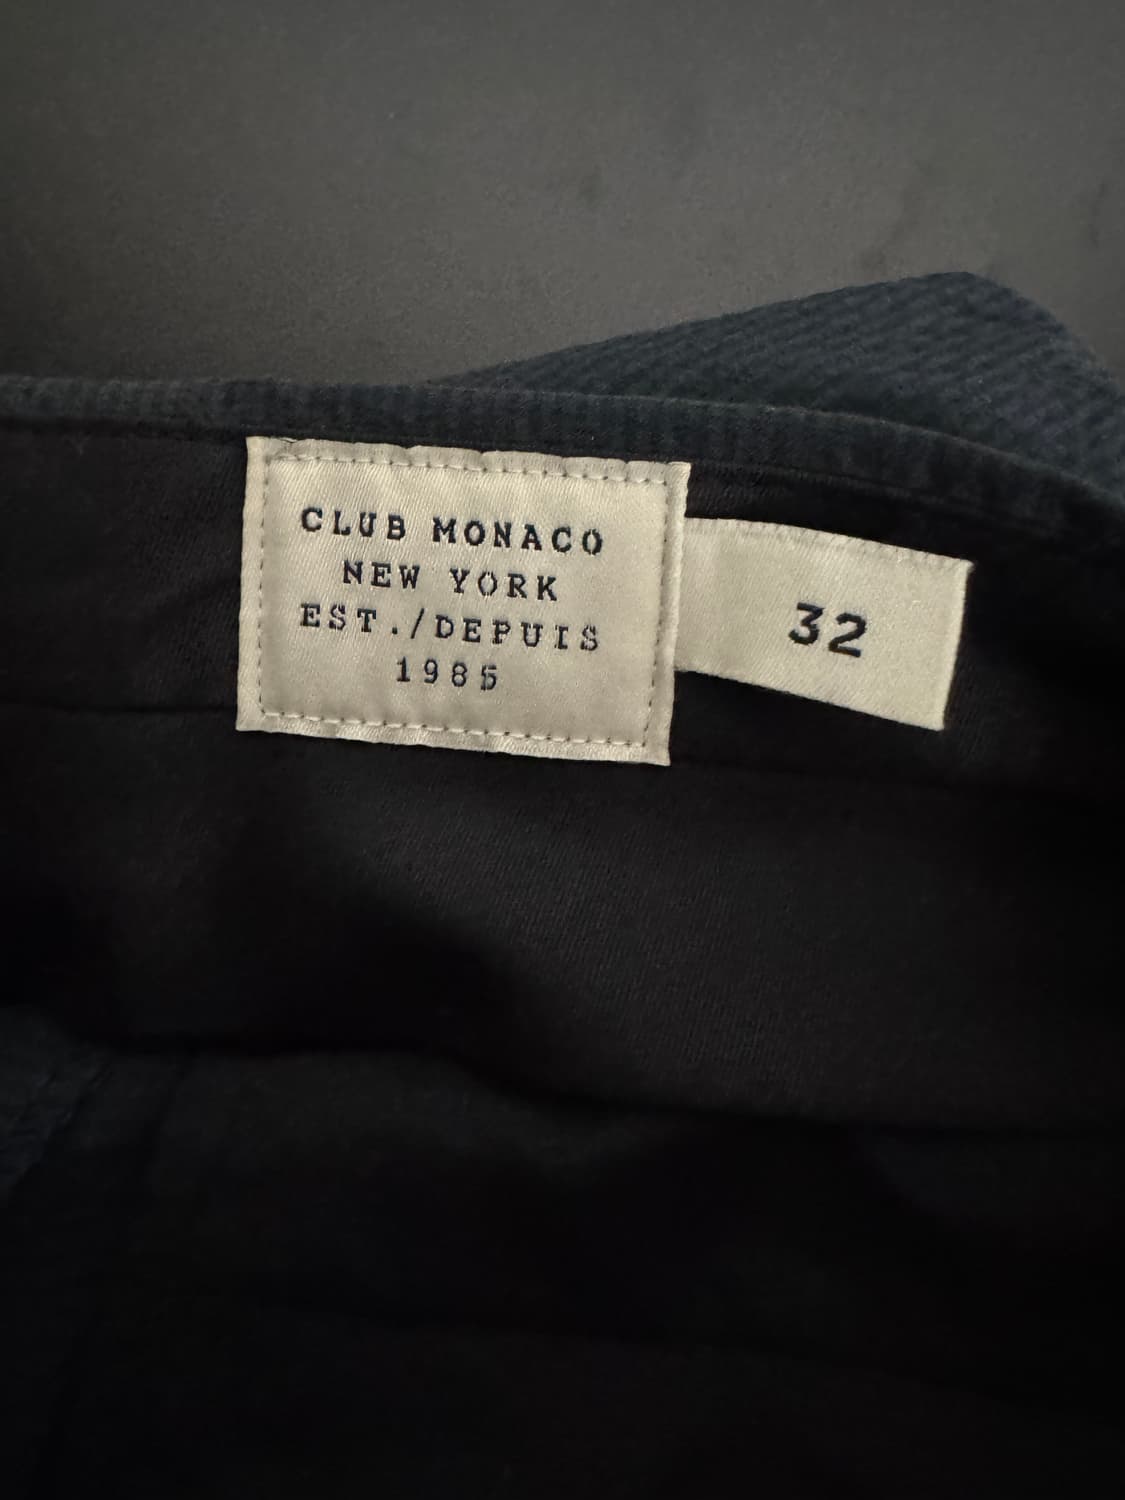 CLUB MONACO
NEW YORK
EST./DEPUIS
1985
32